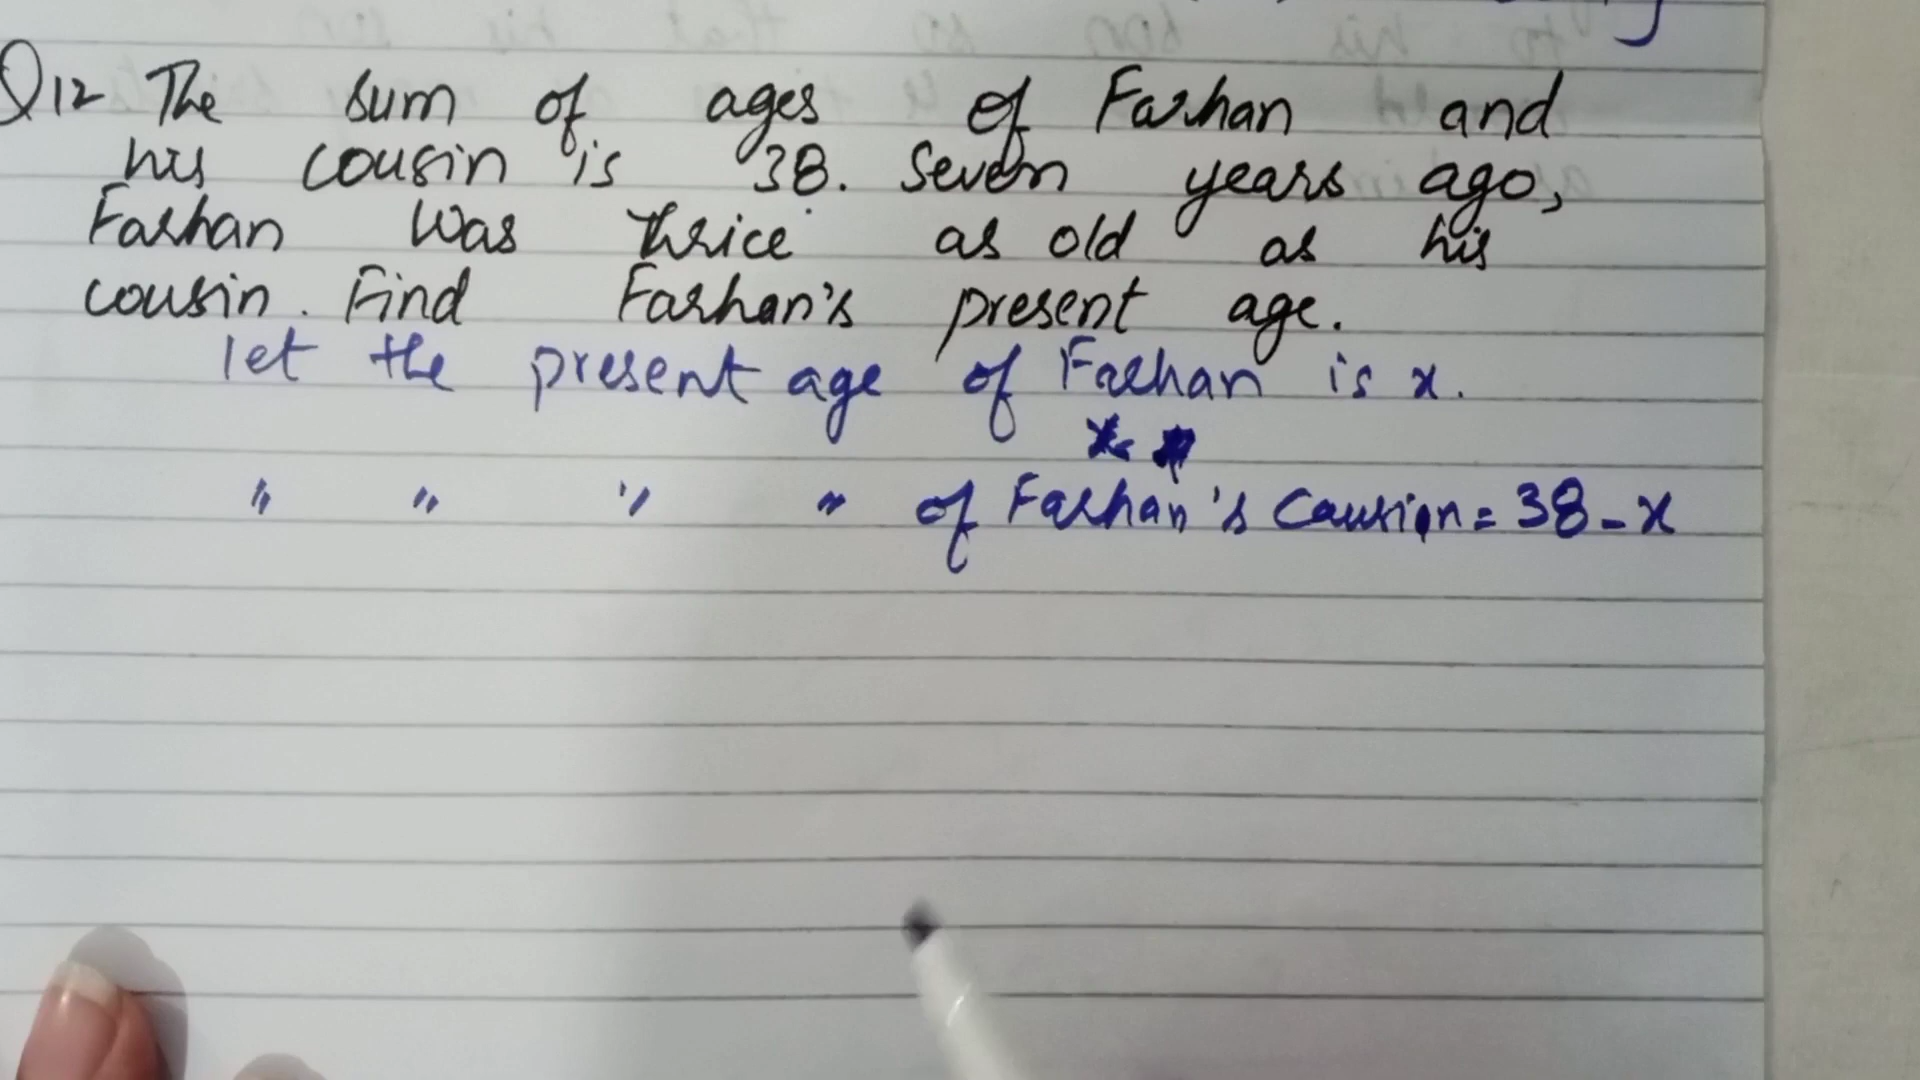 Q12 The sum of ages of Farhan and
his cousin is 38. Seven years ago,
Farhan was thrice as old as his
cousin. Find Farhan's present age.
let the present age of Farhan is x.
x.
" " " " of Farhan's Causion = 38 - x